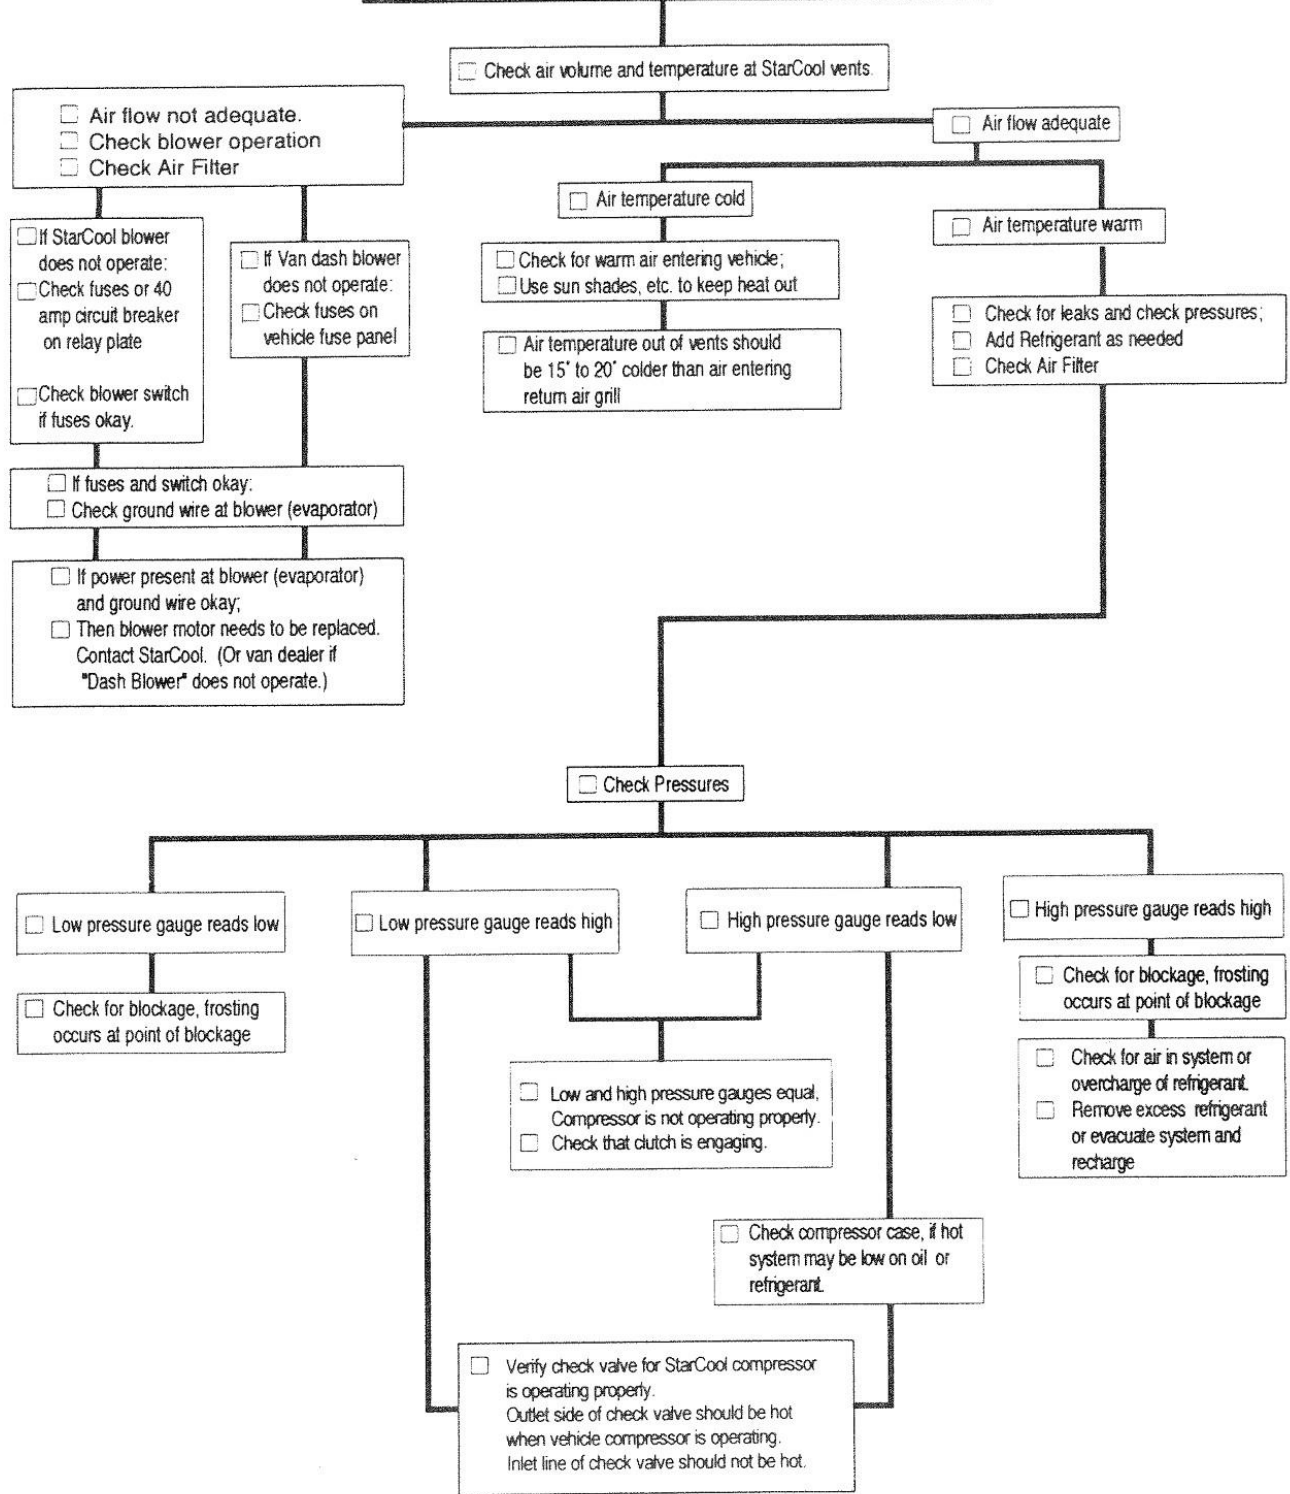 Check air volume and temperature at StarCool vents.
Air flow not adequate.
Check blower operation
Check Air Filter
Air flow adequate
Air temperature cold
Air temperature warm
If StarCool blower
does not operate:
Check fuses or 40
amp circuit breaker
on relay plate
Check blower switch
if fuses okay.
If Van dash blower
does not operate:
Check fuses on
vehicle fuse panel
Check for warm air entering vehicle;
Use sun shades, etc. to keep heat out
Air temperature out of vents should
be 15° to 20° colder than air entering
return air grill
Check for leaks and check pressures;
Add Refrigerant as needed
Check Air Filter
If fuses and switch okay:
Check ground wire at blower (evaporator)
If power present at blower (evaporator)
and ground wire okay;
Then blower motor needs to be replaced.
Contact StarCool. (Or van dealer if
"Dash Blower" does not operate.)
Check Pressures
Low pressure gauge reads low
Low pressure gauge reads high
High pressure gauge reads low
High pressure gauge reads high
Check for blockage, frosting
occurs at point of blockage
Check for blockage, frosting
occurs at point of blockage
Low and high pressure gauges equal,
Compressor is not operating properly.
Check that clutch is engaging.
Check for air in system or
overcharge of refrigerant.
Remove excess refrigerant
or evacuate system and
recharge
Check compressor case, if hot
system may be low on oil or
refrigerant.
Verify check valve for StarCool compressor
is operating properly.
Outlet side of check valve should be hot
when vehicle compressor is operating.
Inlet line of check valve should not be hot.